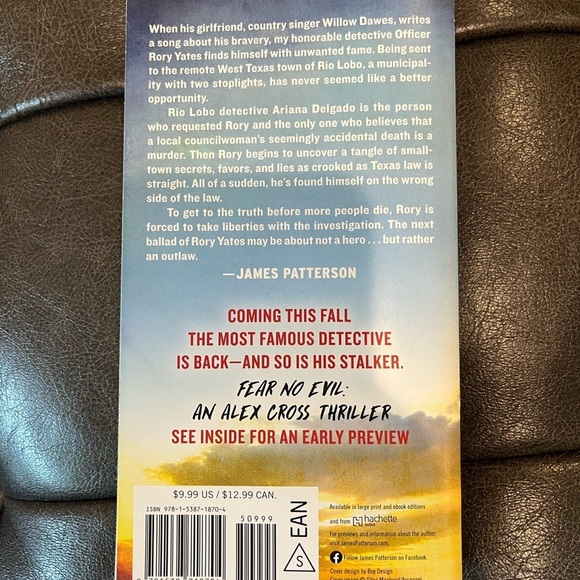 When his girlfriend, country singer Willow Dawes, writes
a song about his bravery, my honorable detective Officer
Rory Yates finds himself with unwanted fame. Being sent
to the remote West Texas town of Rio Lobo, a municipal-
ity with two stoplights, has never seemed like a better
opportunity.
Rio Lobo detective Ariana Delgado is the person
who requested Rory and the only one who believes that
a local councilwoman's seemingly accidental death is a
murder. Then Rory begins to uncover a tangle of small-
town secrets, favors, and lies as crooked as Texas law is
straight. All of a sudden, he's found himself on the wrong
side of the law.
To get to the truth before more people die, Rory is
forced to take liberties with the investigation. The next
ballad of Rory Yates may be about not a hero . . . but rather
an outlaw.
—JAMES PATTERSON
COMING THIS FALL
THE MOST FAMOUS DETECTIVE
IS BACK—AND SO IS HIS STALKER.
FEAR NO EVIL:
AN ALEX CROSS THRILLER
SEE INSIDE FOR AN EARLY PREVIEW
$9.99 US / $12.99 CAN.
ISBN 978-1-5387-1870-4
50999
EAN
S
Available in large print and ebook editions
and from hachette
AUDIO
For previews and information about the author,
visit JamesPatterson.com.
Follow James Patterson on Facebook.
Cover design by Boy Design